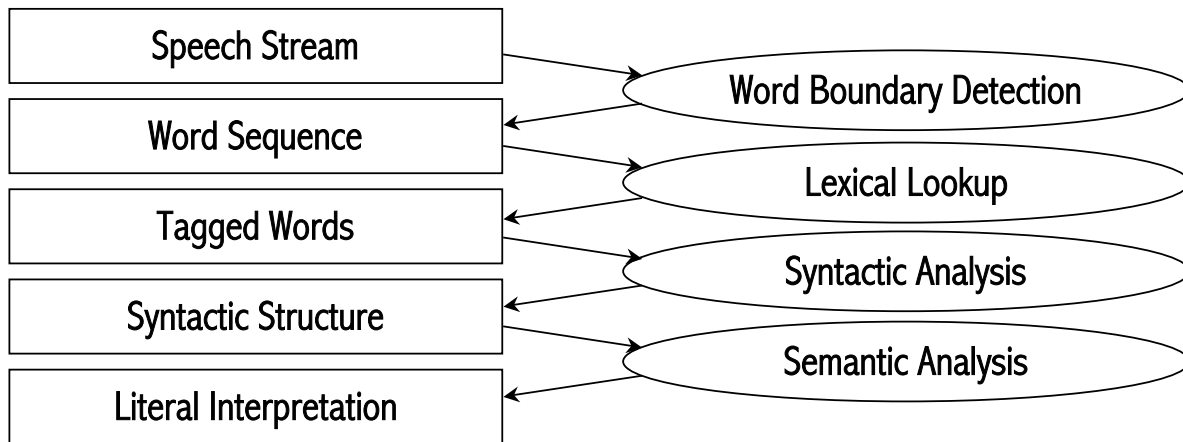 Speech Stream
Word Boundary Detection
Word Sequence
Lexical Lookup
Tagged Words
Syntactic Analysis
Syntactic Structure
Semantic Analysis
Literal Interpretation